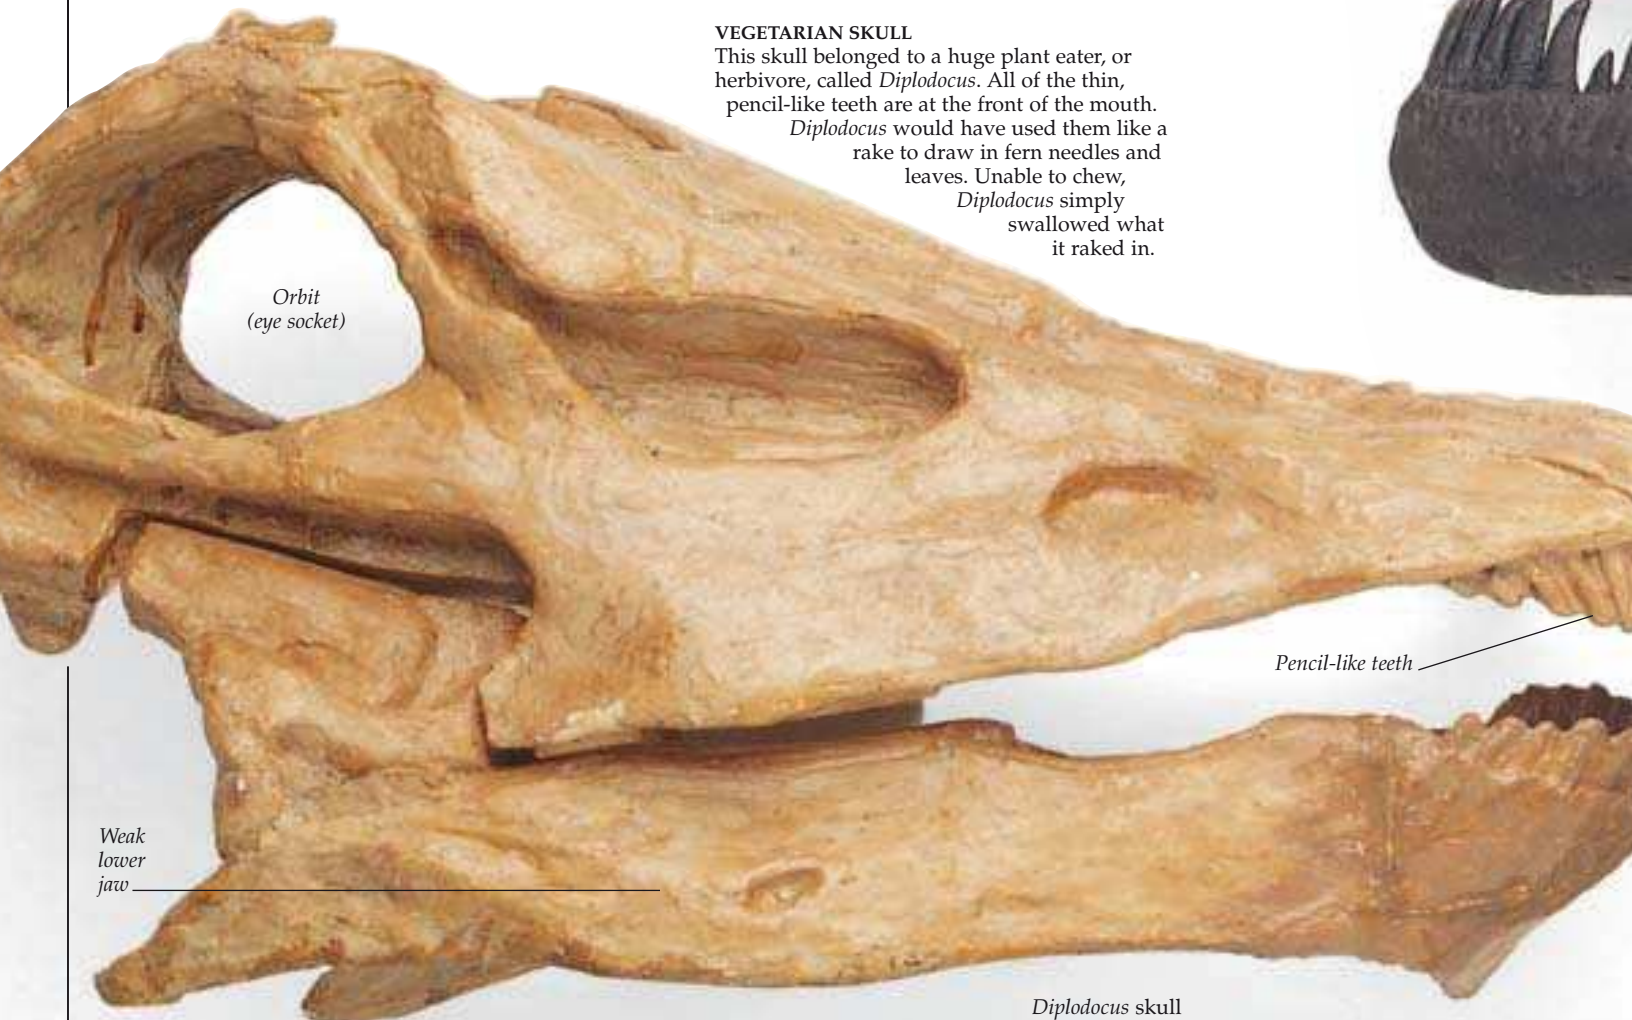 VEGETARIAN SKULL
This skull belonged to a huge plant eater, or
herbivore, called Diplodocus. All of the thin,
pencil-like teeth are at the front of the mouth.
Diplodocus would have used them like a
rake to draw in fern needles and
leaves. Unable to chew,
Diplodocus simply
swallowed what
it raked in.
Orbit
(eye socket)
Pencil-like teeth
Weak
lower
jaw
Diplodocus skull